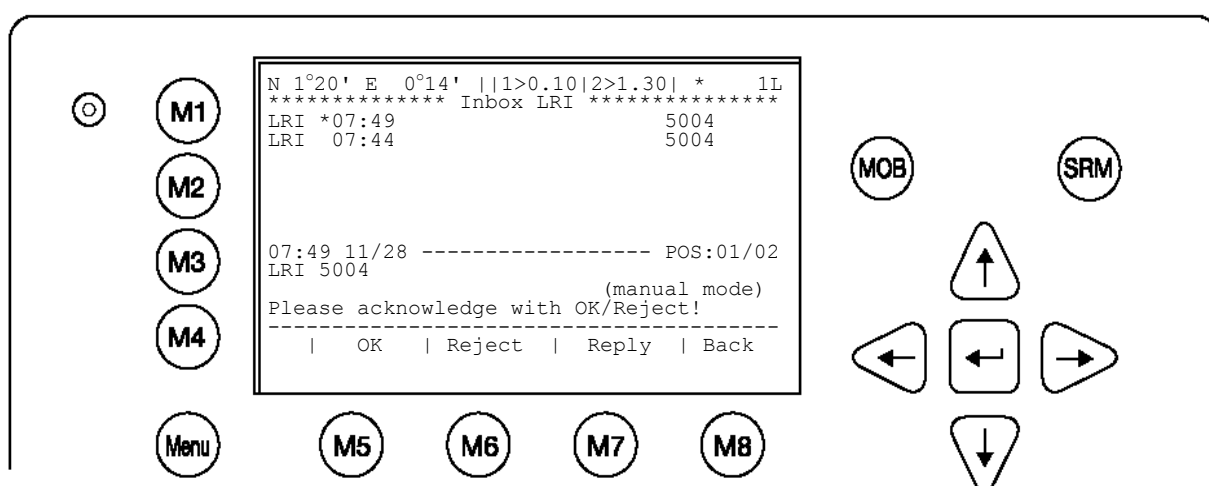 N 1°20' E  0°14' ||1>0.10|2>1.30| *    1L
************** Inbox LRI ***************
LRI *07:49                     5004
LRI  07:44                     5004
07:49 11/28 ------------------ POS:01/02
LRI 5004
(manual mode)
Please acknowledge with OK/Reject!
----------------------------------------
|   OK   | Reject  |  Reply  | Back
M1
M2
M3
M4
Menu
M5
M6
M7
M8
MOB
SRM